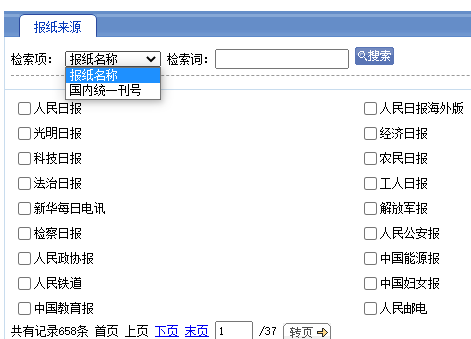 报纸来源
检索项： 报纸名称 检索词： 搜索
报纸名称
国内统一刊号
人民日报 人民日报海外版
光明日报 经济日报
科技日报 农民日报
法治日报 工人日报
新华每日电讯 解放军报
检察日报 人民公安报
人民政协报 中国能源报
人民铁道 中国妇女报
中国教育报 人民邮电
共有记录658条 首页 上页 下页 末页 1 /37 转页